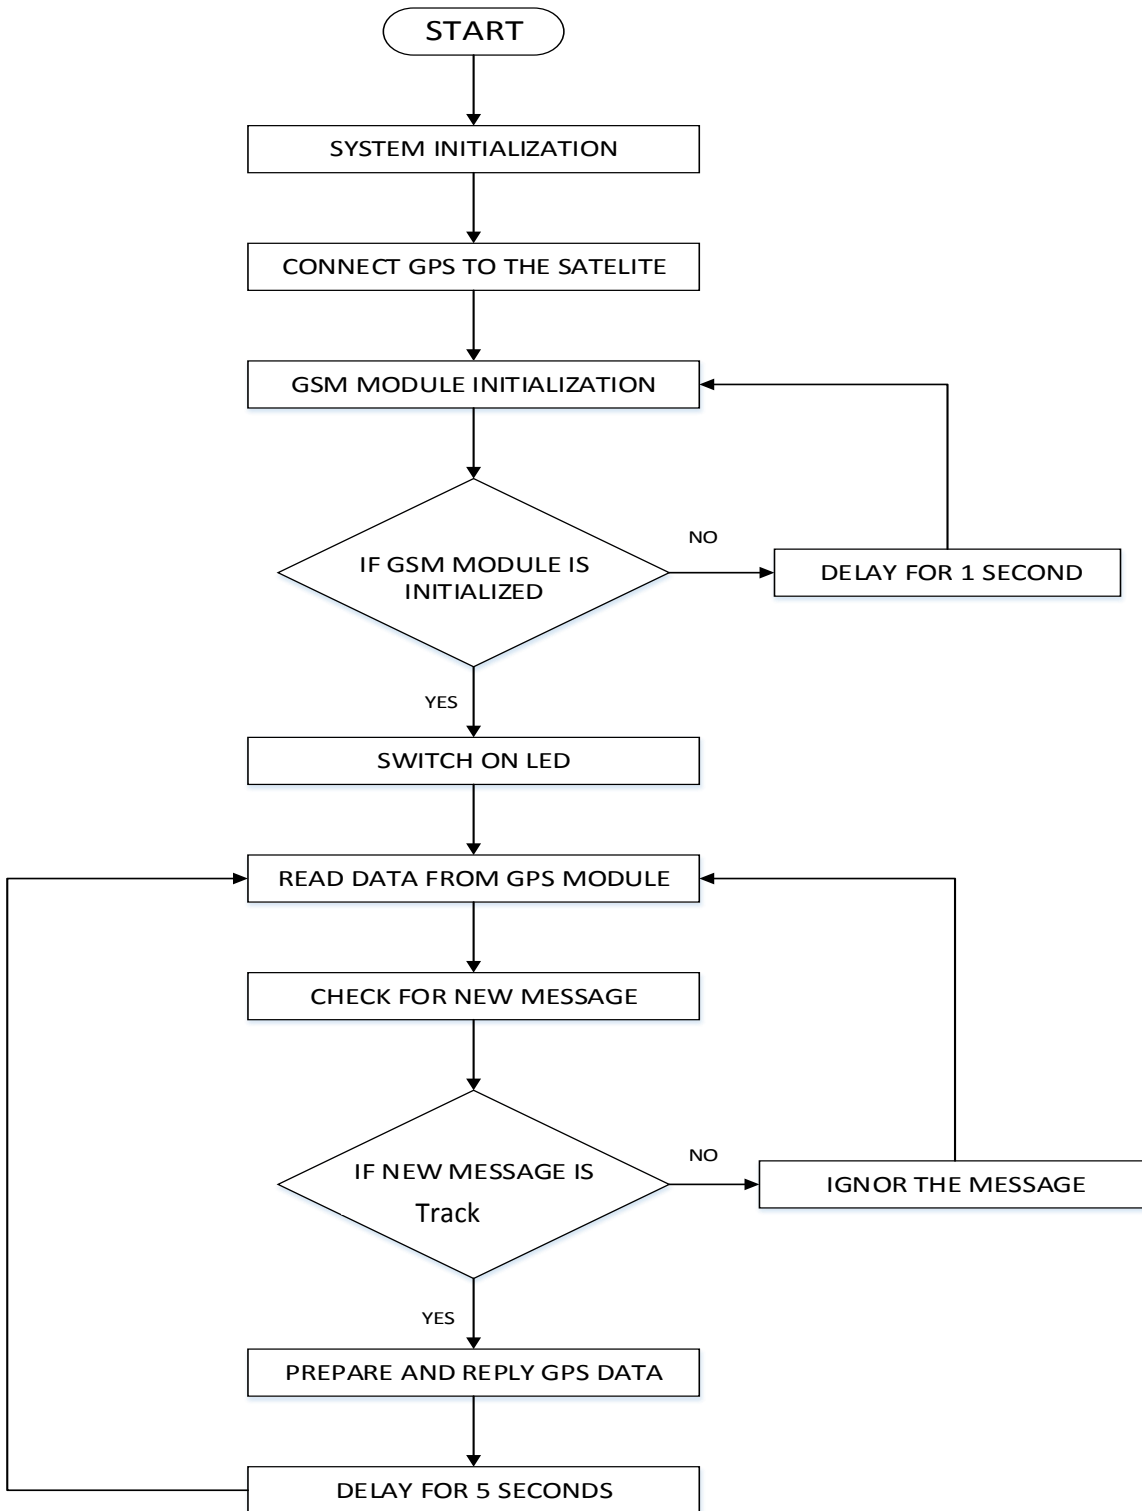 START
SYSTEM INITIALIZATION
CONNECT GPS TO THE SATELITE
GSM MODULE INITIALIZATION
IF GSM MODULE IS
INITIALIZED
NO
DELAY FOR 1 SECOND
YES
SWITCH ON LED
READ DATA FROM GPS MODULE
CHECK FOR NEW MESSAGE
IF NEW MESSAGE IS
Track
NO
IGNOR THE MESSAGE
YES
PREPARE AND REPLY GPS DATA
DELAY FOR 5 SECONDS